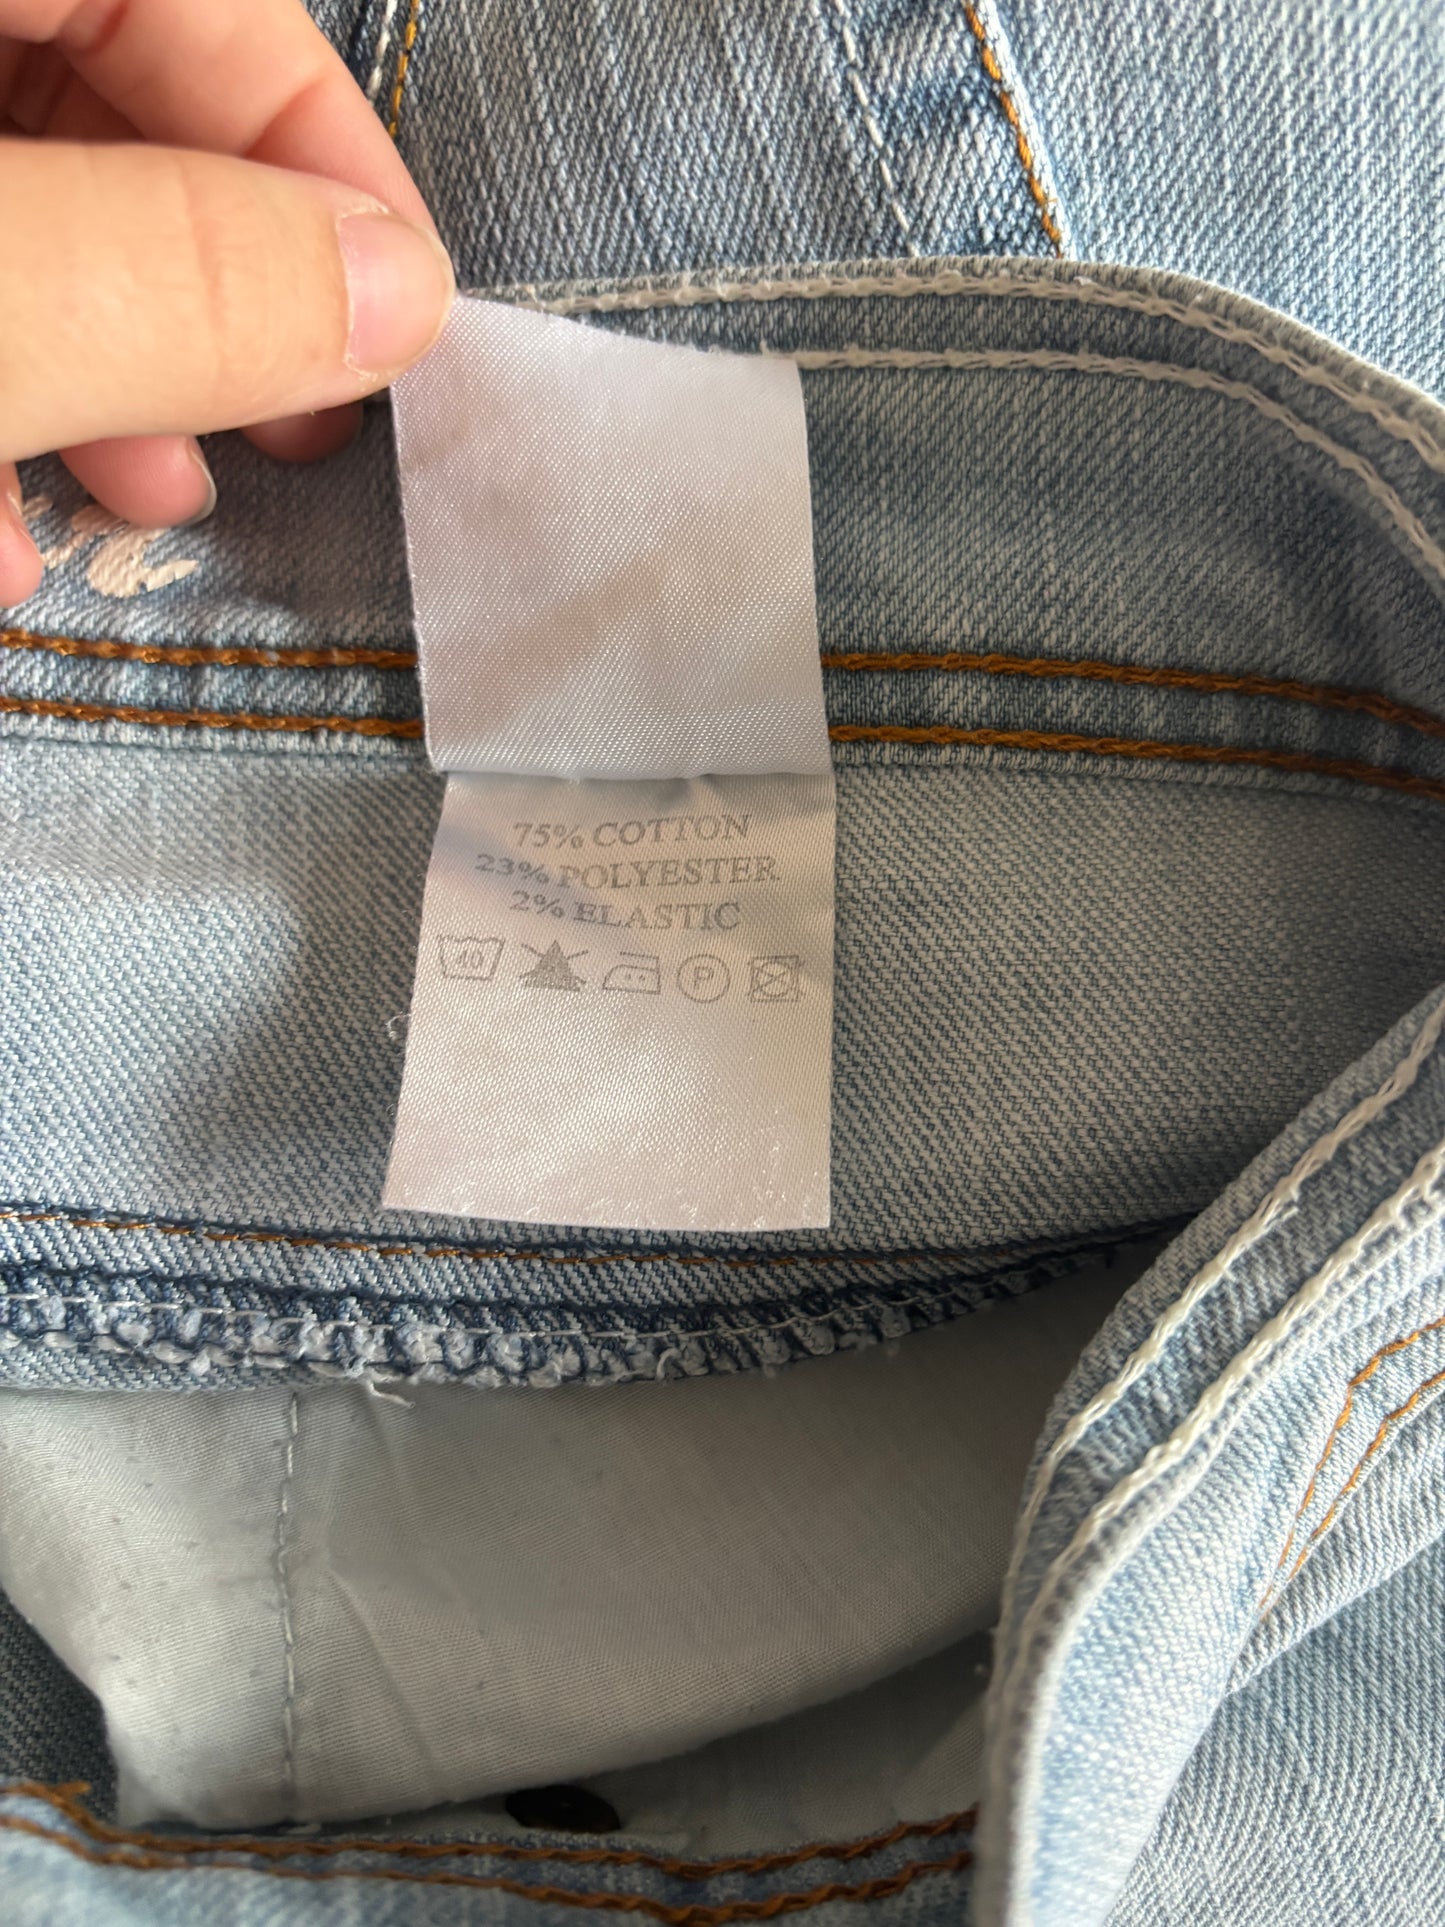 75% COTTON
23% POLYESTER
2% ELASTIC
40 P